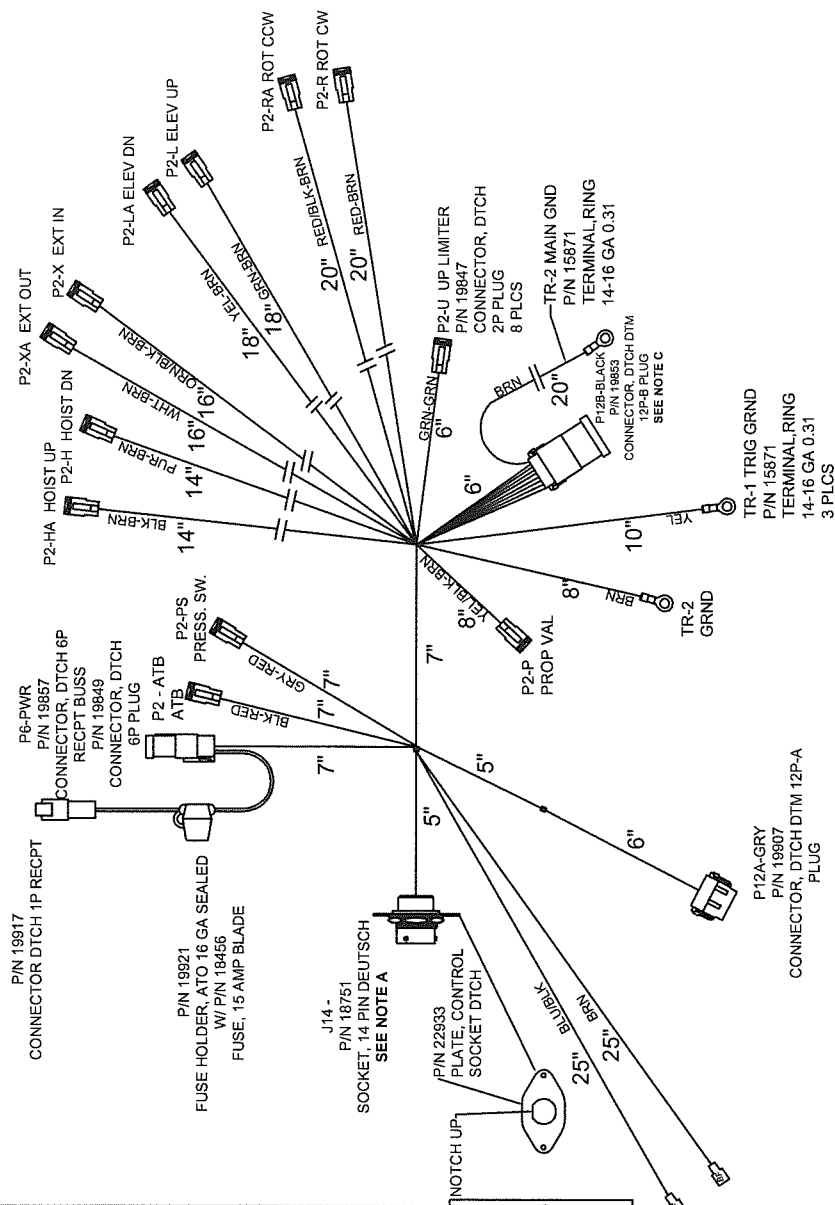 P/N 19917
CONNECTOR DTCH 1P RECPT
P6-PWR
P/N 19857
CONNECTOR, DTCH 6P
RECPT BUSS
P/N 19849
CONNECTOR, DTCH
6P PLUG
P/N 19921
FUSE HOLDER, ATO 16 GA SEALED
W/ P/N 18456
FUSE, 15 AMP BLADE
P2 - ATB
ATB
P2-PS
PRESS. SW.
7"
BLK-RED
7"
GRY-RED
7"
P2-HA HOIST UP
P2-H HOIST DN
P2-XA EXT OUT
P2-X EXT IN
P2-LA ELEV DN
P2-L ELEV UP
P2-RA ROT CCW
P2-R ROT CW
BLK-BRN
14"
PUR-BRN
14"
WHT-BRN
16"
ORN/BLK-BRN
16"
YEL-BRN
18"
GRN-BRN
18"
RED/BLK-BRN
20"
RED-BRN
20"
GRN-GRN
6"
P2-U UP LIMITER
P/N 19847
CONNECTOR, DTCH
2P PLUG
8 PLCS
TR-2 MAIN GND
P/N 15871
TERMINAL,RING
14-16 GA 0.31
BRN
20"
6"
P12B-BLACK
P/N 19853
CONNECTOR, DTCH DTM
12P-B PLUG
SEE NOTE C
YEL
10"
TR-1 TRIG GRND
P/N 15871
TERMINAL,RING
14-16 GA 0.31
3 PLCS
BRN
8"
TR-2
GRND
YEL/BLK-BRN
8"
P2-P
PROP VAL
7"
5"
J14 -
P/N 18751
SOCKET, 14 PIN DEUTSCH
SEE NOTE A
P/N 22933
PLATE, CONTROL
SOCKET DTCH
NOTCH UP
5"
6"
P12A-GRY
P/N 19907
CONNECTOR, DTCH DTM 12P-A
PLUG
BLU/BLK
25"
BRN
25"